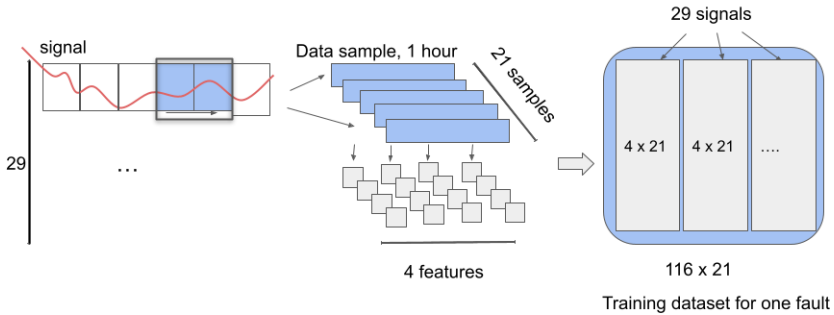 signal
29
...
Data sample, 1 hour
21 samples
4 features
29 signals
4 x 21
4 x 21
....
116 x 21
Training dataset for one fault